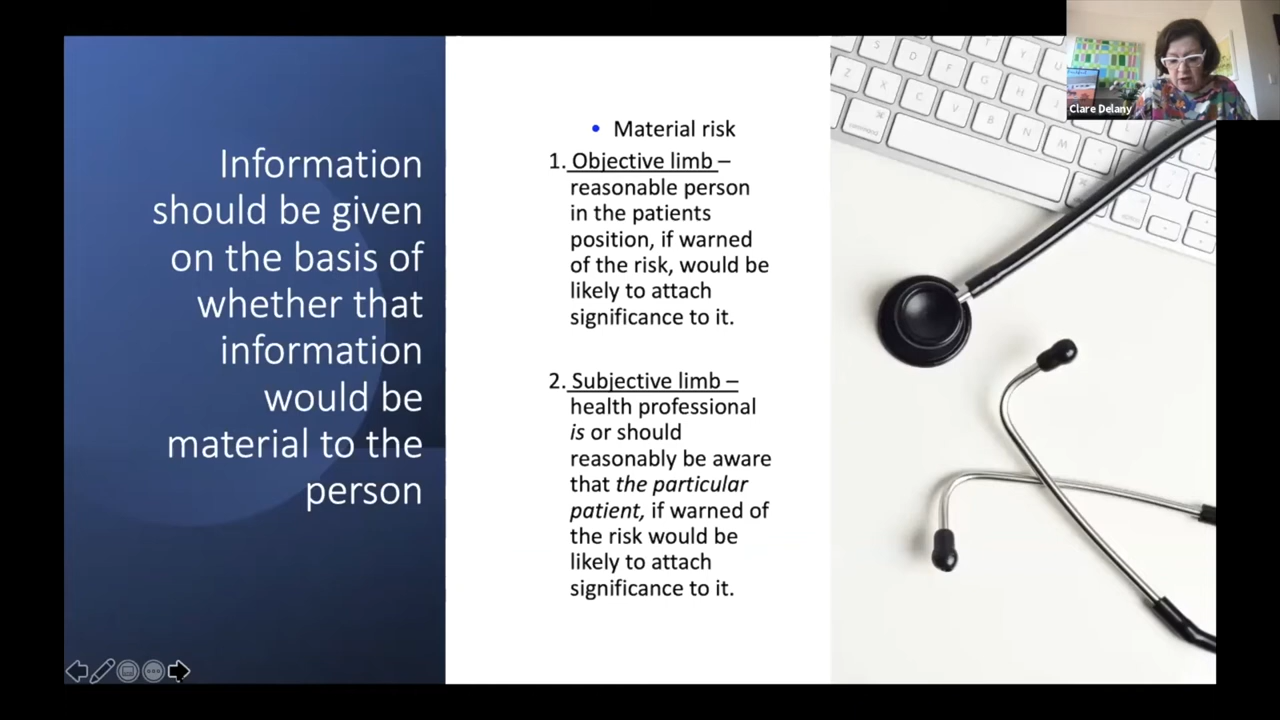 Information
should be given
on the basis of
whether that
information
would be
material to the
person
• Material risk
1. Objective limb –
reasonable person
in the patients
position, if warned
of the risk, would be
likely to attach
significance to it.
2. Subjective limb –
health professional
is or should
reasonably be aware
that the particular
patient, if warned of
the risk would be
likely to attach
significance to it.
Clare Delany
S D F G H J
Z X C V B N M
T Y U
L
command